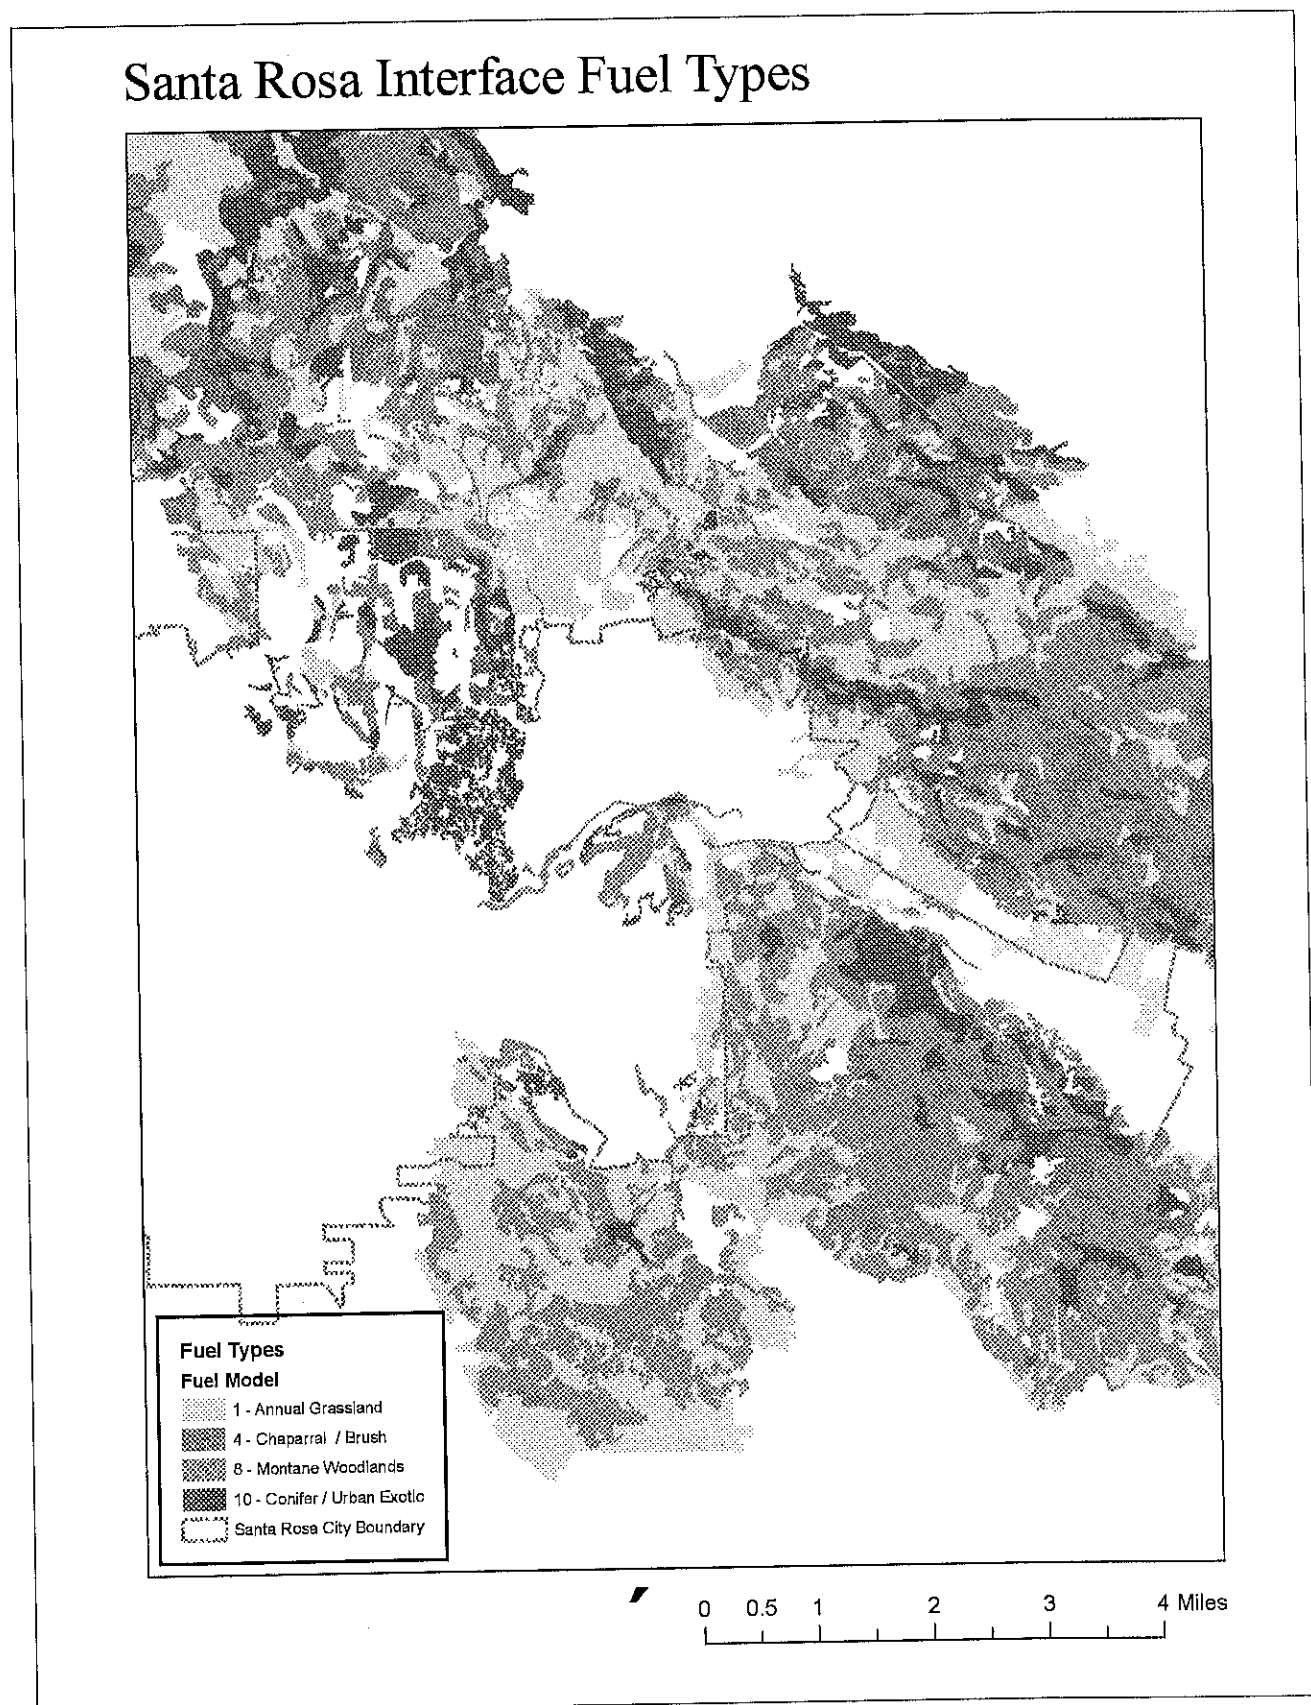 Santa Rosa Interface Fuel Types
Fuel Types
Fuel Model
1 - Annual Grassland
4 - Chaparral / Brush
8 - Montane Woodlands
10 - Conifer / Urban Exotic
Santa Rosa City Boundary
0 0.5 1 2 3 4 Miles